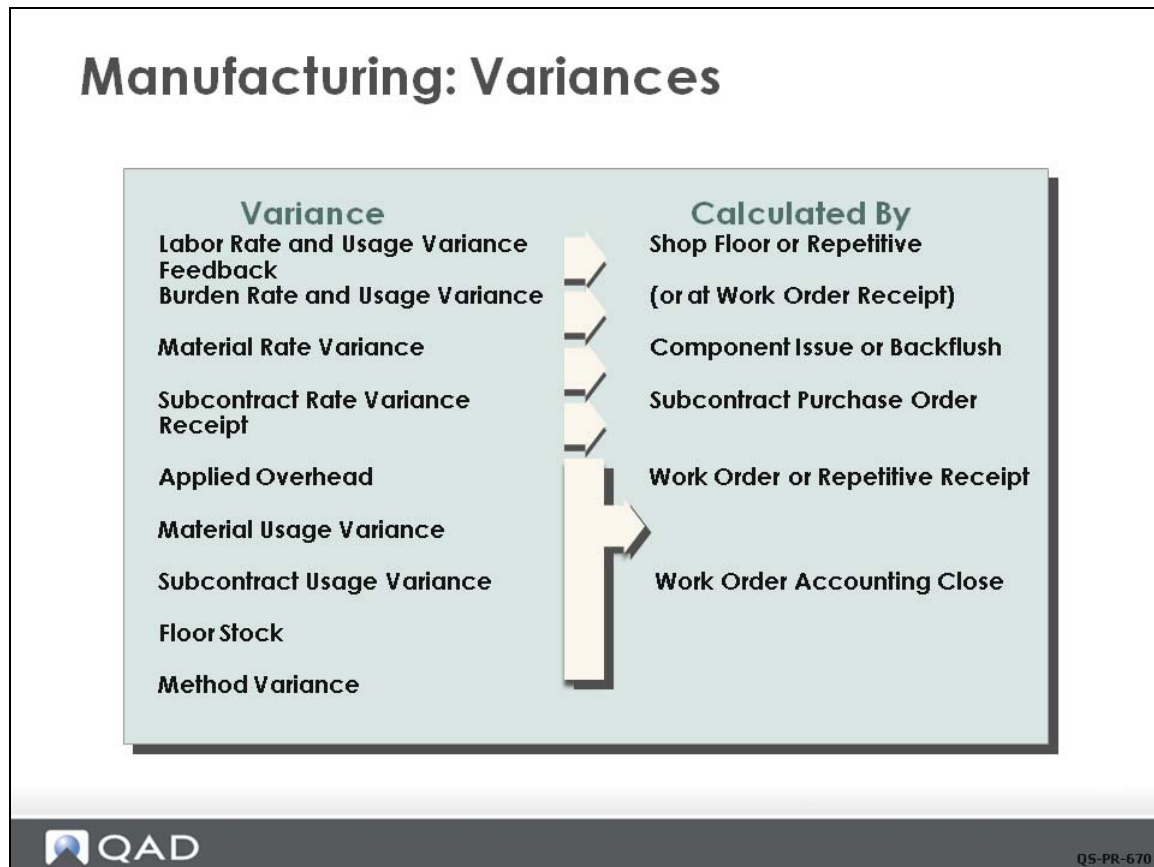 Manufacturing: Variances
Variance Calculated By
Labor Rate and Usage Variance Shop Floor or Repetitive
Feedback
Burden Rate and Usage Variance (or at Work Order Receipt)
Material Rate Variance Component Issue or Backflush
Subcontract Rate Variance Subcontract Purchase Order
Receipt
Applied Overhead Work Order or Repetitive Receipt
Material Usage Variance
Subcontract Usage Variance Work Order Accounting Close
Floor Stock
Method Variance
QAD
QS-PR-670